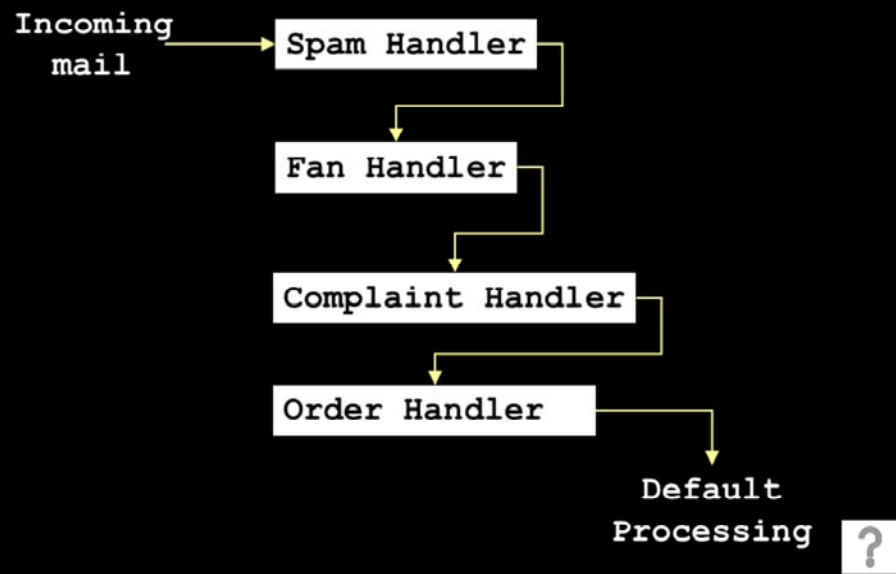 Incoming
mail
Spam Handler
Fan Handler
Complaint Handler
Order Handler
Default
Processing
?